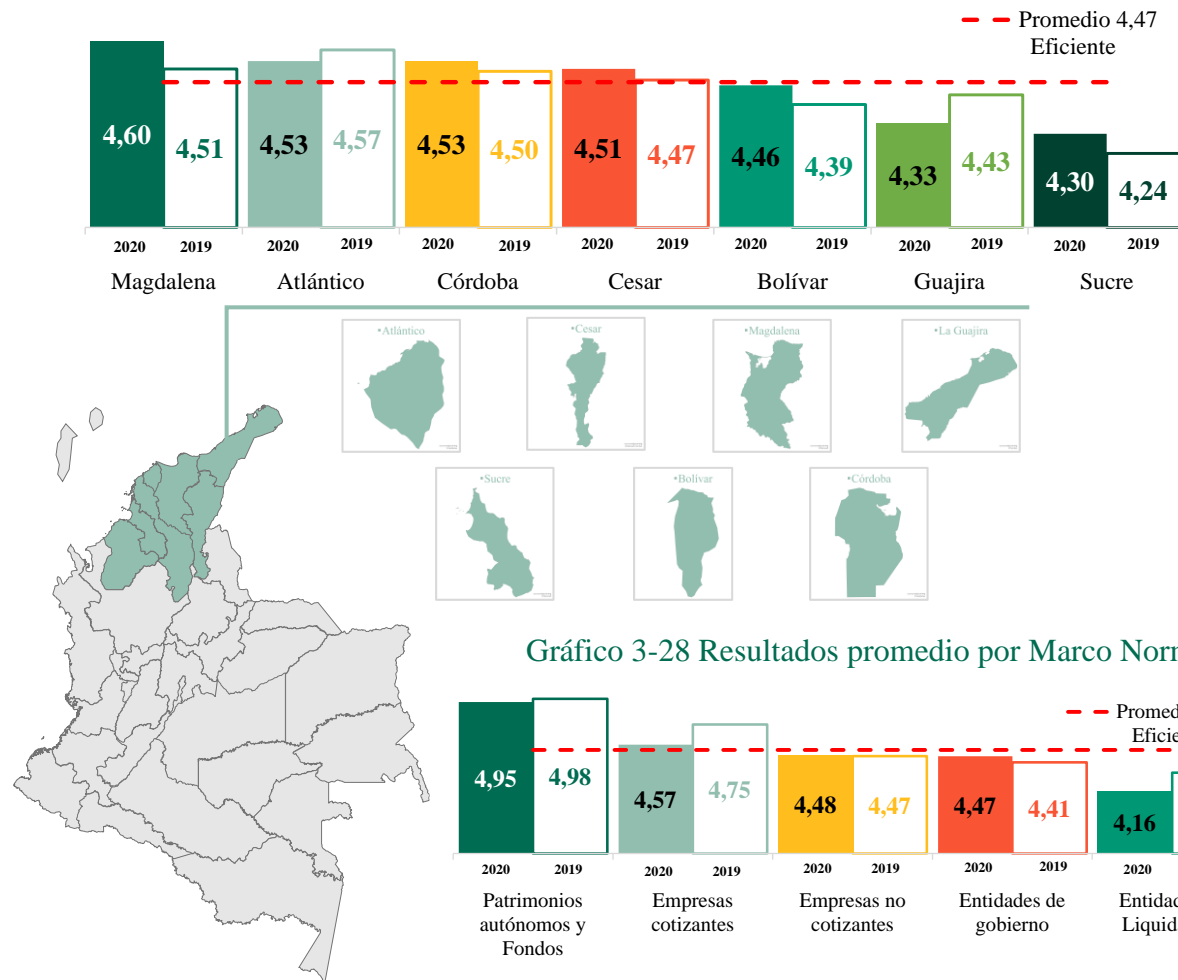 Promedio 4,47
Eficiente
4,60 4,51 4,53 4,57 4,53 4,50 4,51 4,47 4,46 4,39 4,33 4,43 4,30 4,24
2020 2019 2020 2019 2020 2019 2020 2019 2020 2019 2020 2019 2020 2019
Magdalena Atlántico Córdoba Cesar Bolívar Guajira Sucre
•Atlántico •Cesar •Magdalena •La Guajira
•Sucre •Bolívar •Córdoba
Gráfico 3-28 Resultados promedio por Marco Norm
Promed
Eficie
4,95 4,98 4,57 4,75 4,48 4,47 4,47 4,41 4,16
2020 2019 2020 2019 2020 2019 2020 2019 2020
Patrimonios autónomos y Fondos
Empresas cotizantes
Empresas no cotizantes
Entidades de gobierno
Entidad
Liquid